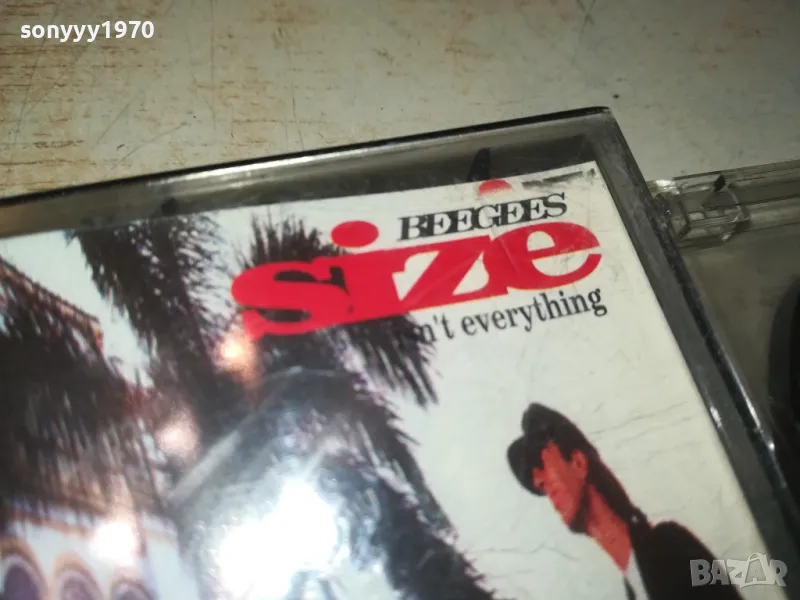 sonyyy1970
BEEGEES
size
n't everything
BAZAR